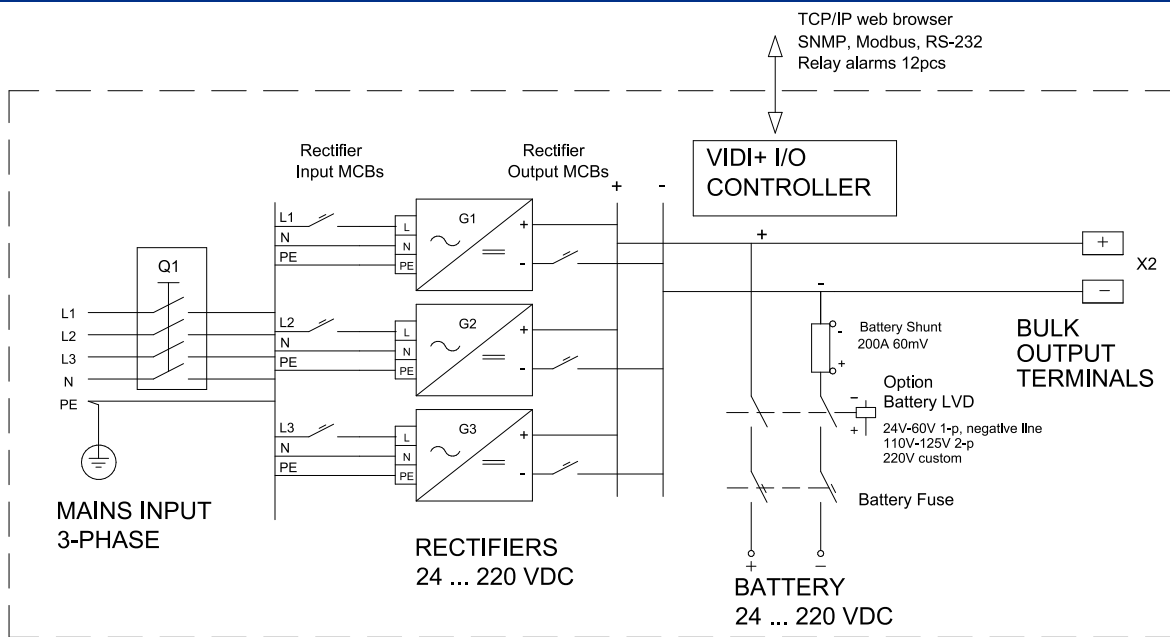 TCP/IP web browser
SNMP, Modbus, RS-232
Relay alarms 12pcs
Rectifier
Input MCBs
Rectifier
Output MCBs
+
-
VIDI+ I/O
CONTROLLER
L1
N
PE
L
N
PE
G1
+
-
+
+
X2
-
−
Q1
L1
L2
L3
N
PE
L2
N
PE
L
N
PE
G2
+
-
Battery Shunt
200A 60mV
-
+
BULK
OUTPUT
TERMINALS
Option
Battery LVD
−
+
24V-60V 1-p, negative line
110V-125V 2-p
220V custom
L3
N
PE
L
N
PE
G3
+
-
Battery Fuse
MAINS INPUT
3-PHASE
RECTIFIERS
24 ... 220 VDC
+
−
BATTERY
24 ... 220 VDC